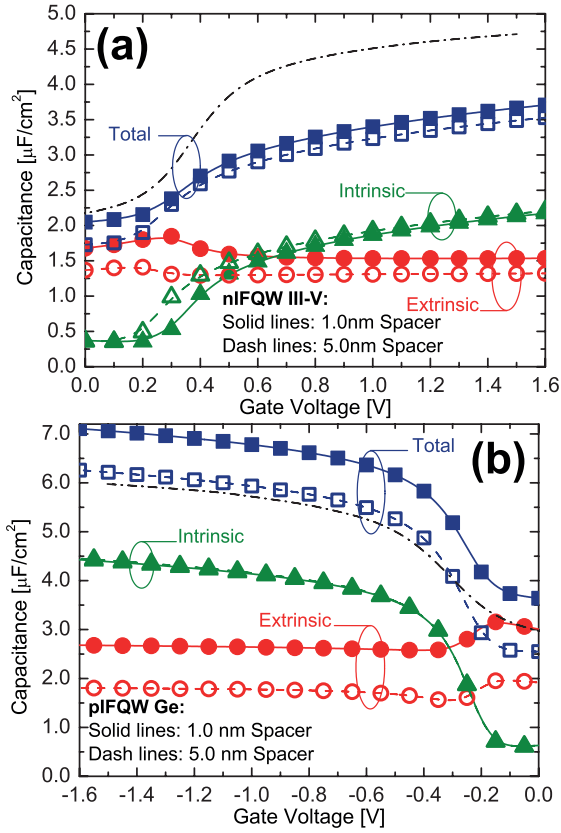 (a)
5.0
4.5
4.0
3.5
3.0
2.5
2.0
1.5
1.0
0.5
0.0
Capacitance [µF/cm²]
Total
Intrinsic
Extrinsic
nIFQW III-V:
Solid lines: 1.0nm Spacer
Dash lines: 5.0nm Spacer
0.0 0.2 0.4 0.6 0.8 1.0 1.2 1.4 1.6
Gate Voltage [V]
(b)
7.0
6.0
5.0
4.0
3.0
2.0
1.0
0.0
Capacitance [µF/cm²]
Total
Intrinsic
Extrinsic
pIFQW Ge:
Solid lines: 1.0 nm Spacer
Dash lines: 5.0 nm Spacer
-1.6 -1.4 -1.2 -1.0 -0.8 -0.6 -0.4 -0.2 0.0
Gate Voltage [V]